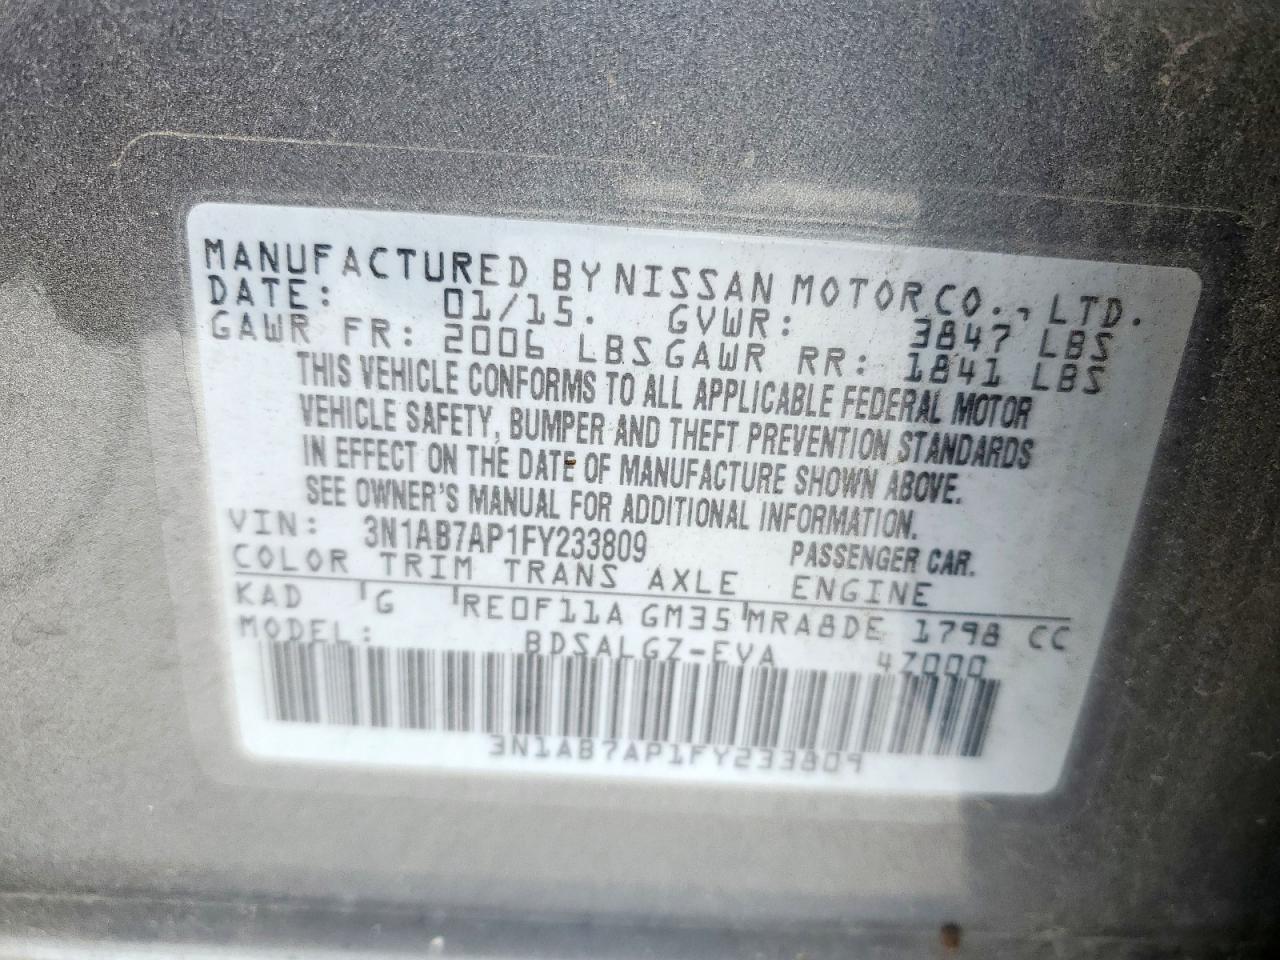 MANUFACTURED BY NISSAN MOTOR CO., LTD.
DATE: 01/15. GVWR: 3847 LBS
GAWR FR: 2006 LBS GAWR RR: 1841 LBS
THIS VEHICLE CONFORMS TO ALL APPLICABLE FEDERAL MOTOR
VEHICLE SAFETY, BUMPER AND THEFT PREVENTION STANDARDS
IN EFFECT ON THE DATE OF MANUFACTURE SHOWN ABOVE.
SEE OWNER'S MANUAL FOR ADDITIONAL INFORMATION.
VIN: 3N1AB7AP1FY233809 PASSENGER CAR.
COLOR TRIM TRANS AXLE ENGINE
KAD G RE0F11A GM35 MRA8DE 1798 CC
MODEL: BDSALGZ-EVA 47000
3N1AB7AP1FY233809